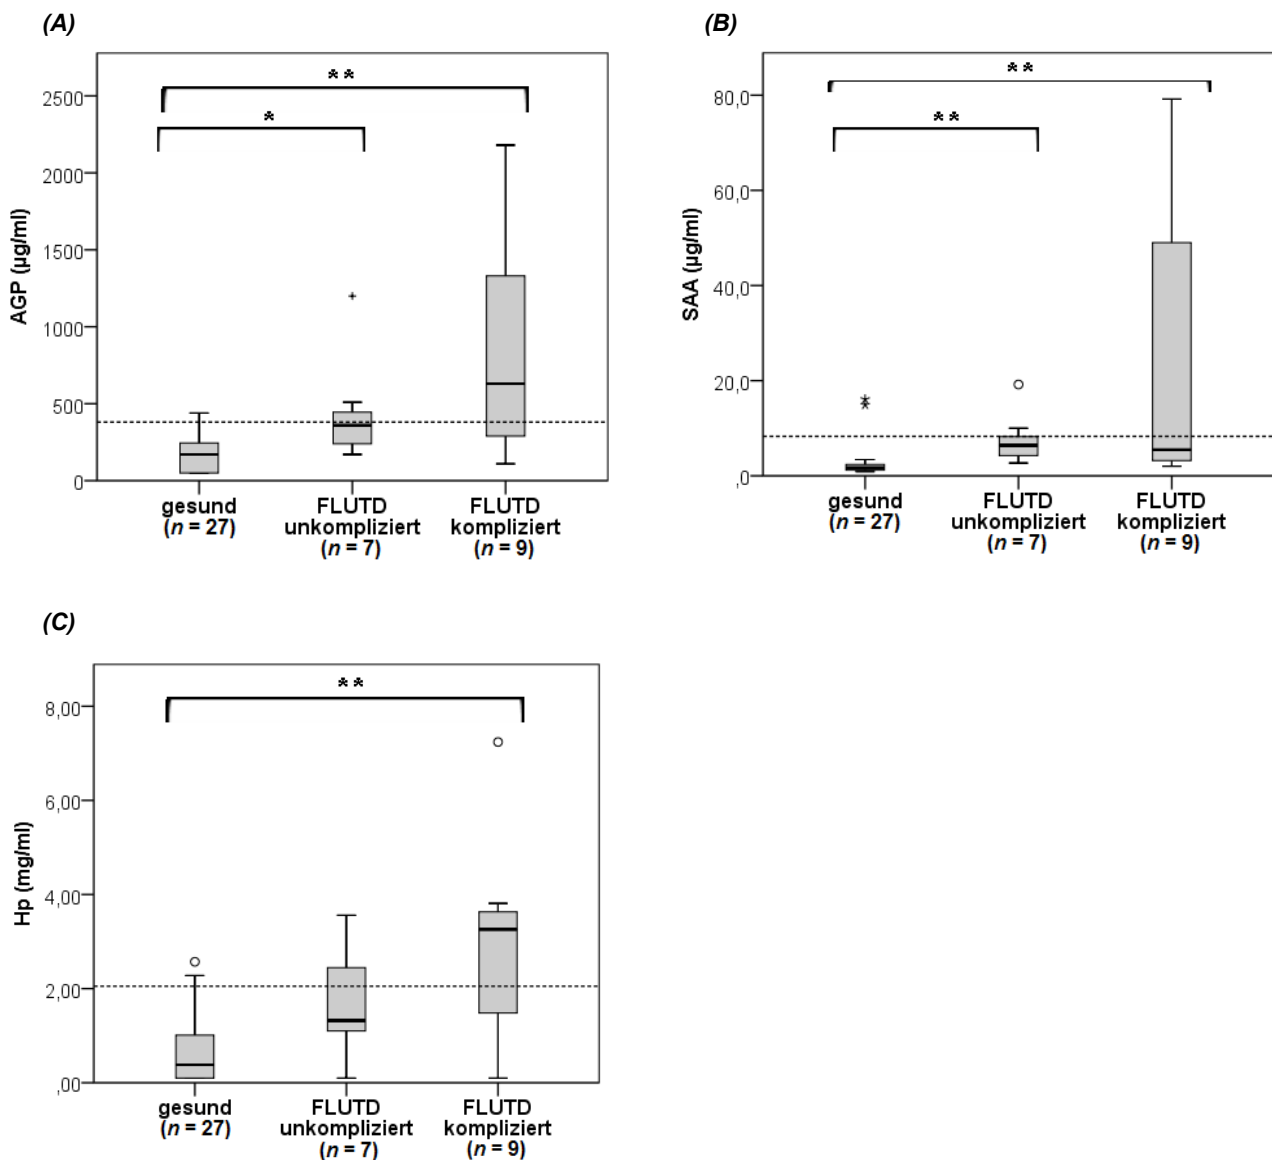 (A)
**
*
2500
2000
1500
1000
500
0
AGP (µg/ml)
gesund
(n = 27)
FLUTD
unkompliziert
(n = 7)
FLUTD
kompliziert
(n = 9)
(B)
**
**
80,0
60,0
40,0
20,0
,0
SAA (µg/ml)
gesund
(n = 27)
FLUTD
unkompliziert
(n = 7)
FLUTD
kompliziert
(n = 9)
(C)
**
8,00
6,00
4,00
2,00
,00
Hp (mg/ml)
gesund
(n = 27)
FLUTD
unkompliziert
(n = 7)
FLUTD
kompliziert
(n = 9)